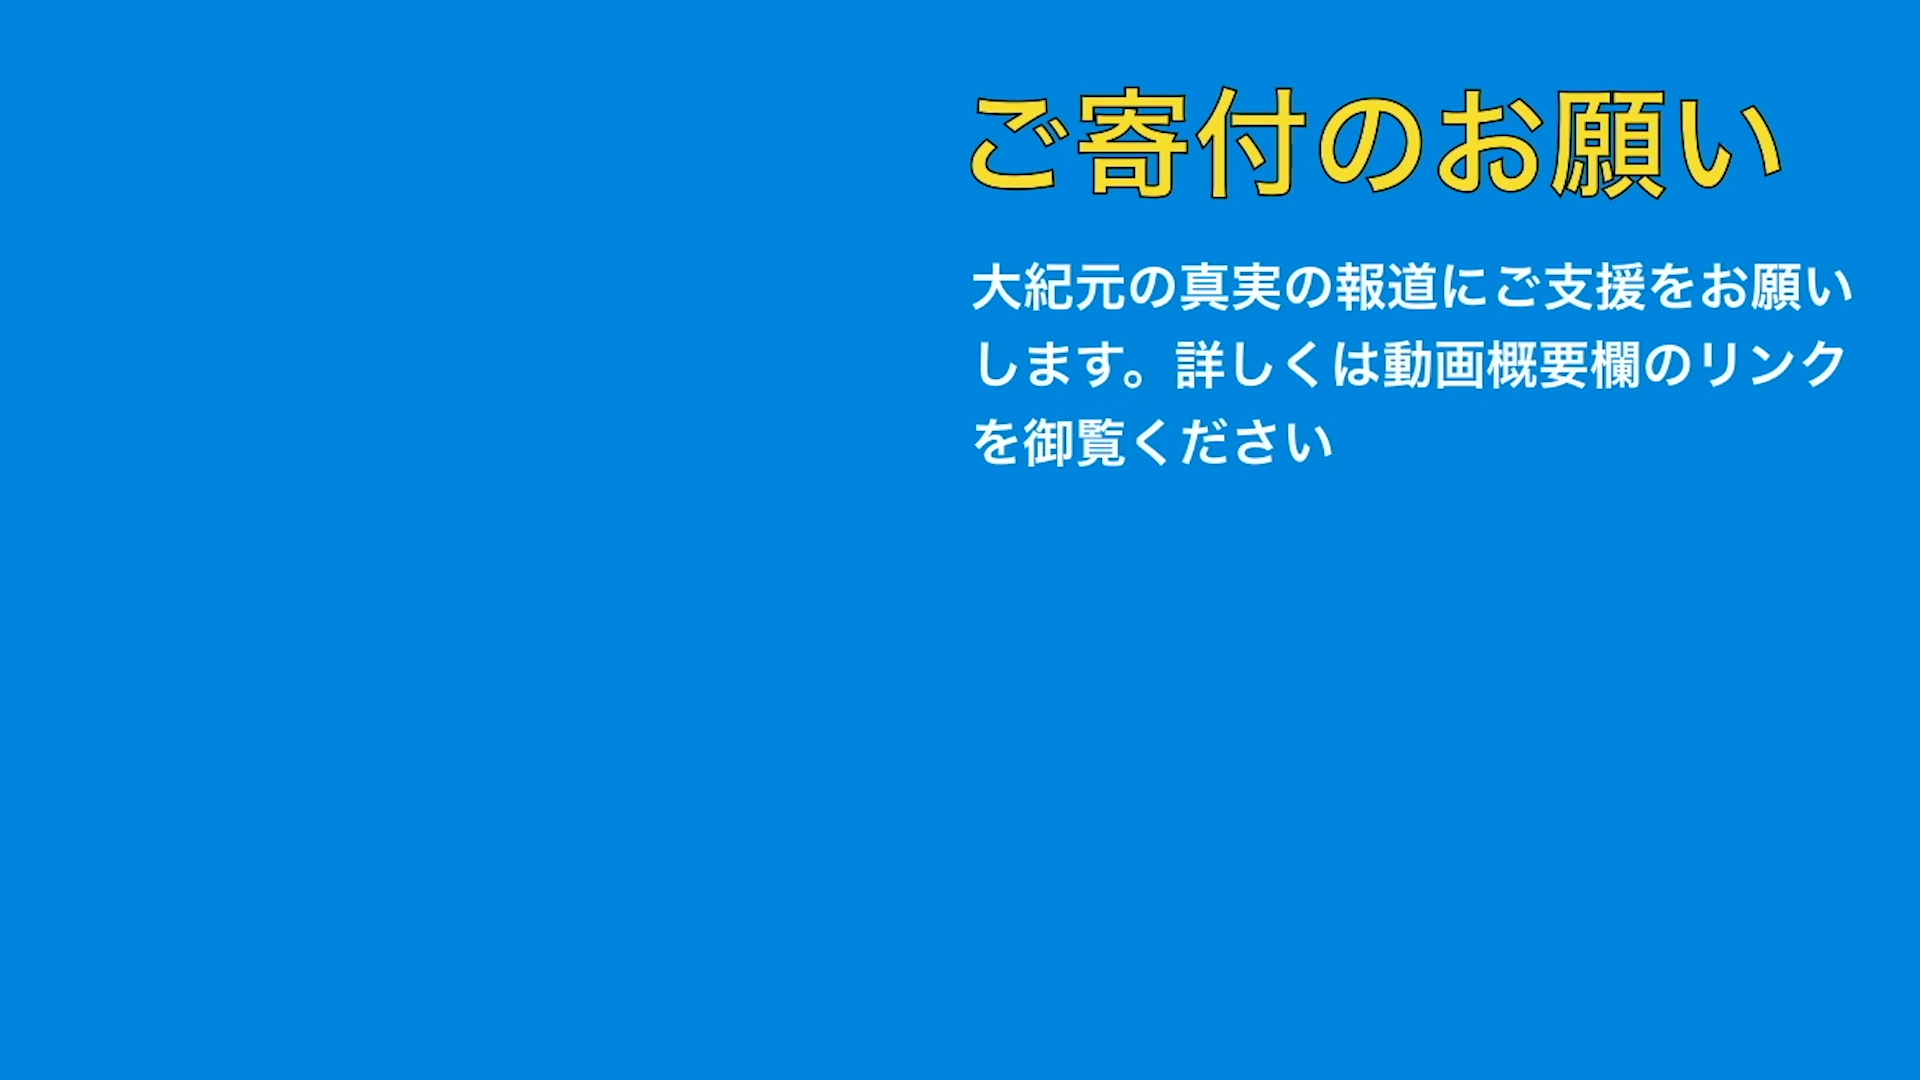 ご寄付のお願い
大紀元の真実の報道にご支援をお願い
します。詳しくは動画概要欄のリンク
を御覧ください